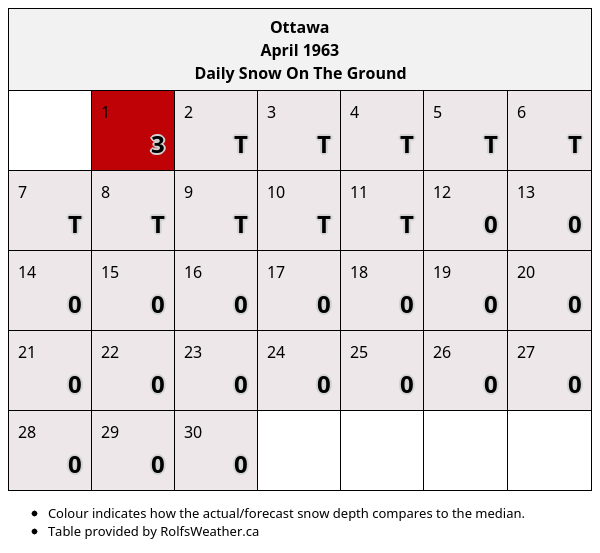 Ottawa
April 1963
Daily Snow On The Ground
1 2 3 4 5 6
3 T T T T T
7 8 9 10 11 12 13
T T T T T 0 0
14 15 16 17 18 19 20
0 0 0 0 0 0 0
21 22 23 24 25 26 27
0 0 0 0 0 0 0
28 29 30
0 0 0
• Colour indicates how the actual/forecast snow depth compares to the median.
• Table provided by RolfsWeather.ca